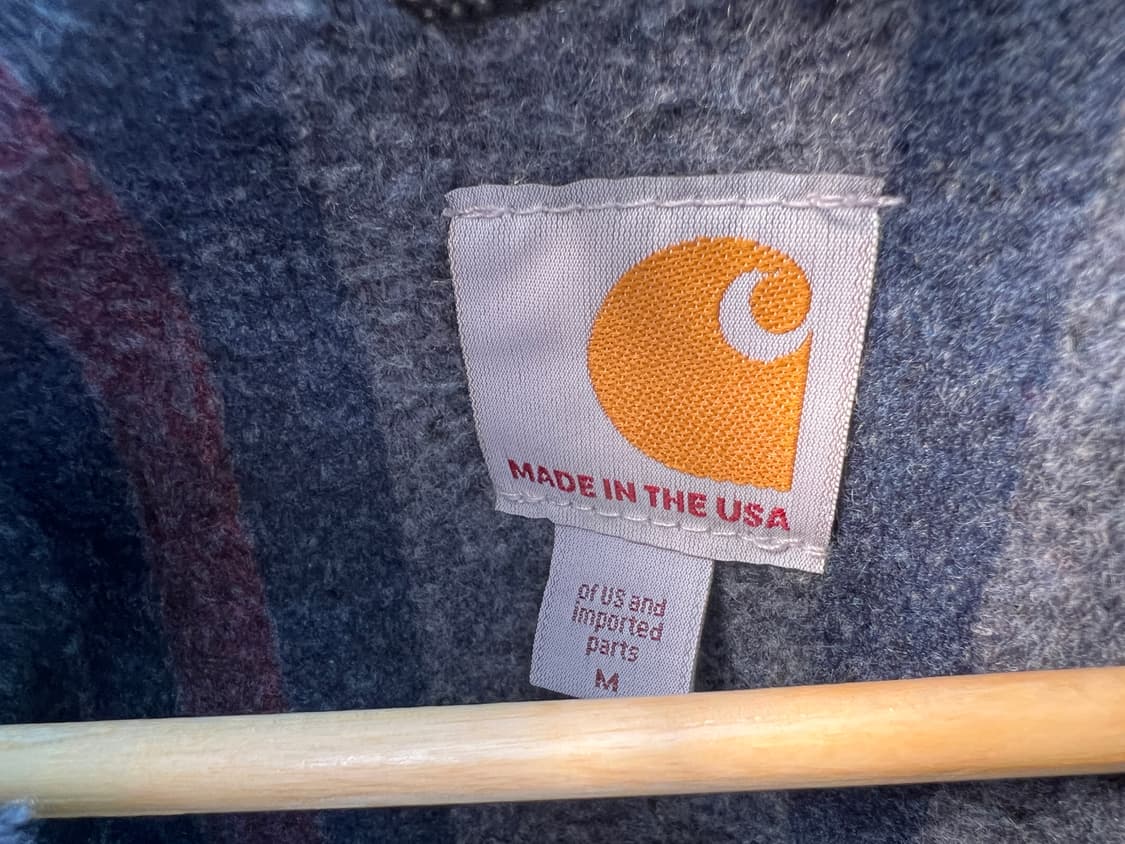 MADE IN THE USA
of US and
imported
parts
M